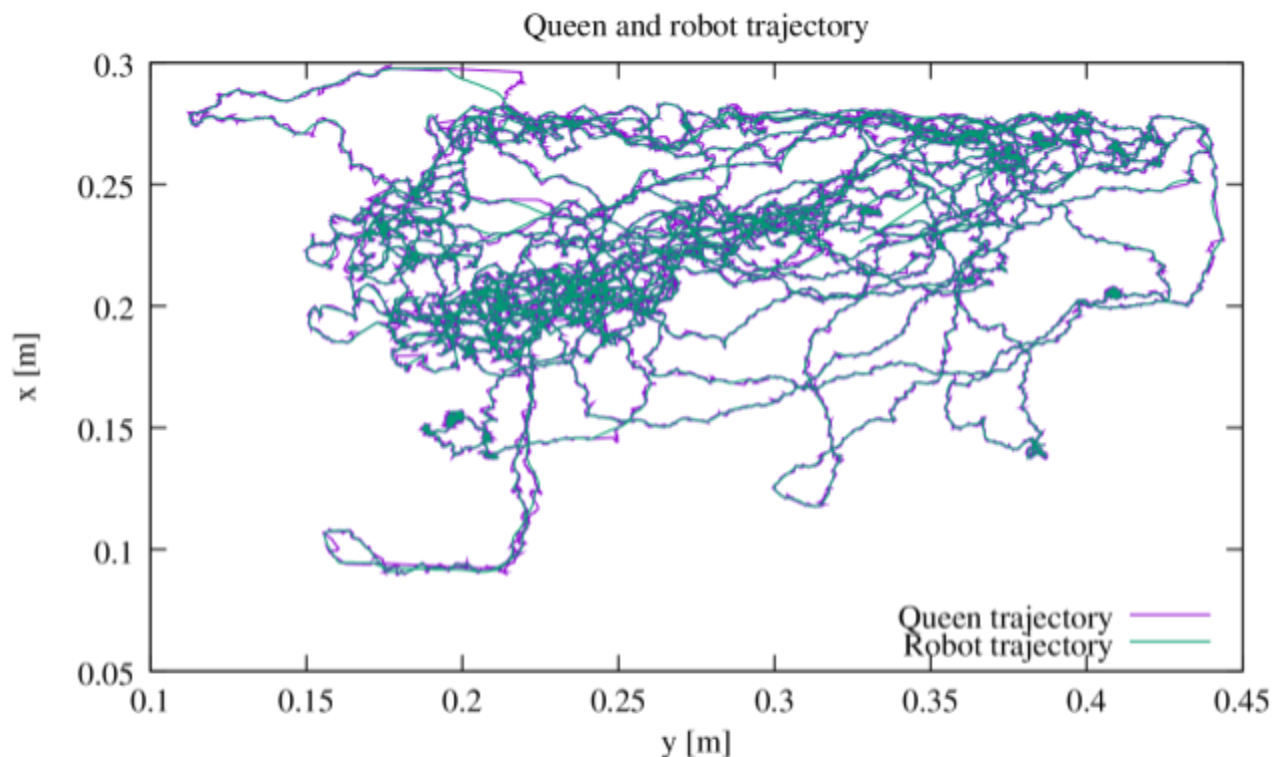 Queen and robot trajectory
0.3
0.25
0.2
0.15
0.1
0.05
x [m]
0.1 0.15 0.2 0.25 0.3 0.35 0.4 0.45
y [m]
Queen trajectory
Robot trajectory